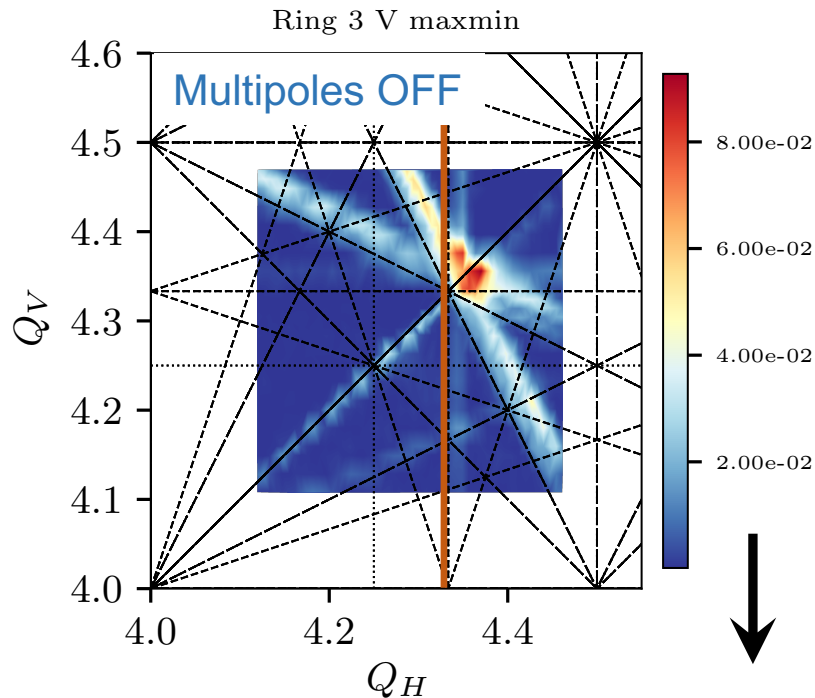 Ring 3 V maxmin
Multipoles OFF
4.6
4.5
4.4
4.3
4.2
4.1
4.0
Q_V
4.0
4.2
4.4
Q_H
8.00e-02
6.00e-02
4.00e-02
2.00e-02